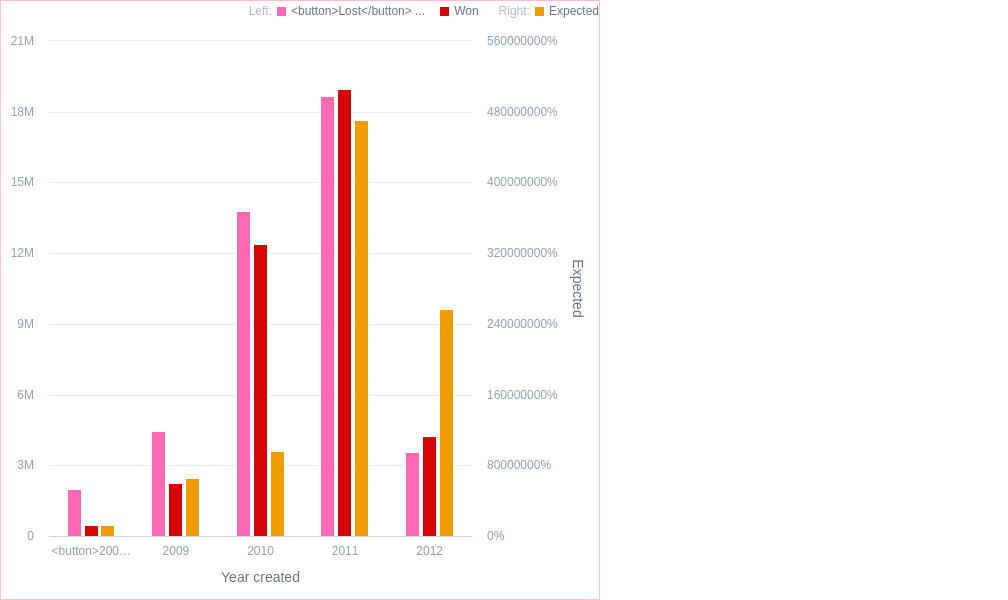 Left: <button>Lost</button> ... Won Right: Expected
21M 560000000%
18M 480000000%
15M 400000000%
12M 320000000%
Expected
9M 240000000%
6M 160000000%
3M 80000000%
0 0%
<button>200… 2009 2010 2011 2012
Year created